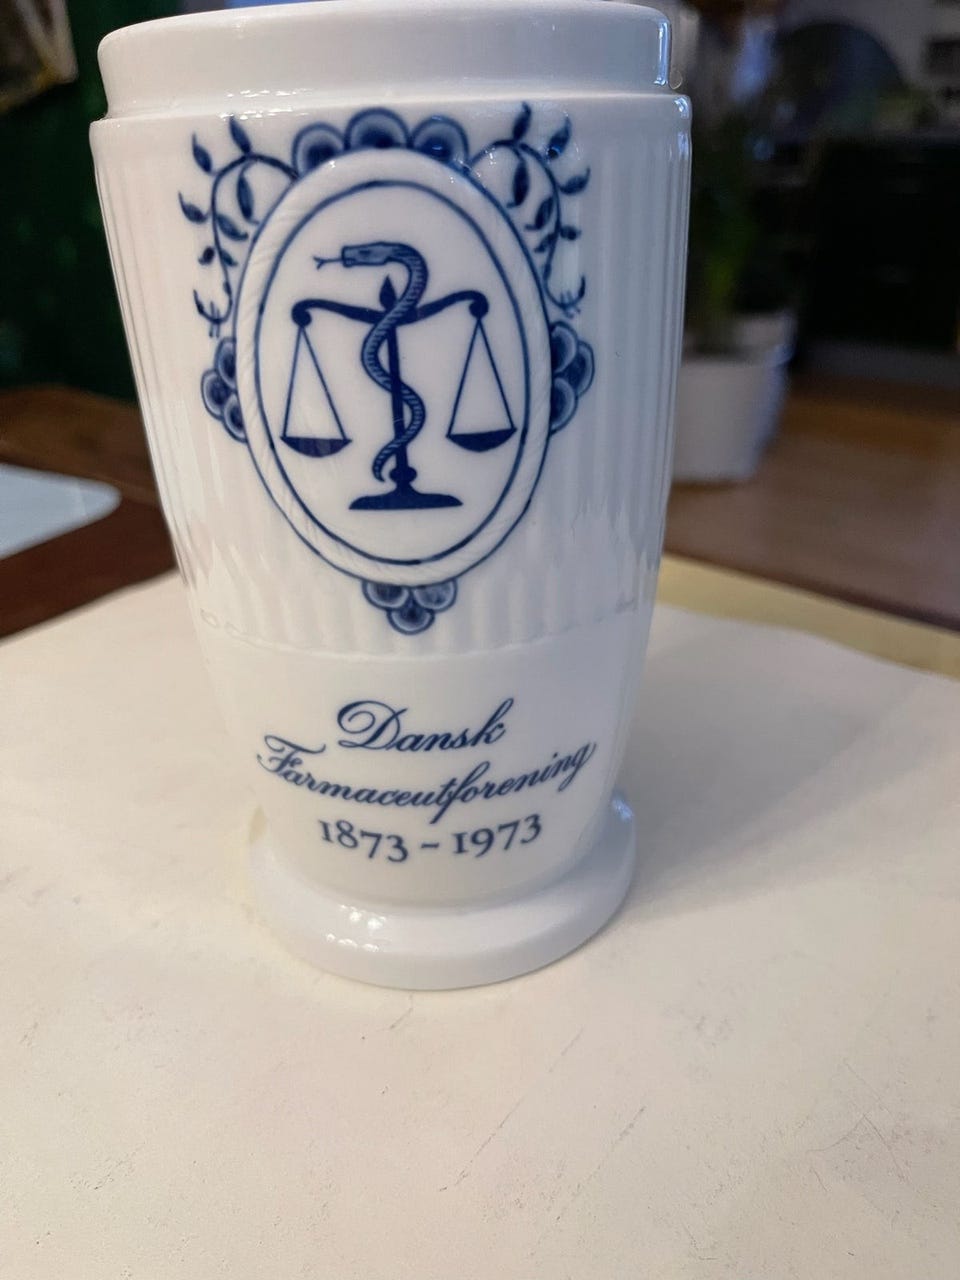 Dansk
Farmaceutforening
1873 - 1973